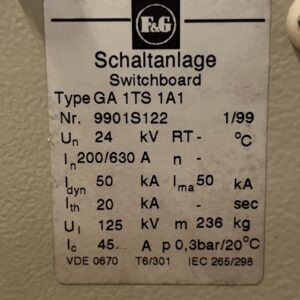 F&G
Schaltanlage
Switchboard
Type GA 1TS 1A1
Nr. 9901S122 1/99
Un 24 kV RT - °C
In 200/630 A n -
Idyn 50 kA Ima 50 kA
Ith 20 kA - sec
UI 125 kV m 236 kg
Ic 45 A p 0,3bar/20°C
VDE 0670 T6/301 IEC 265/298